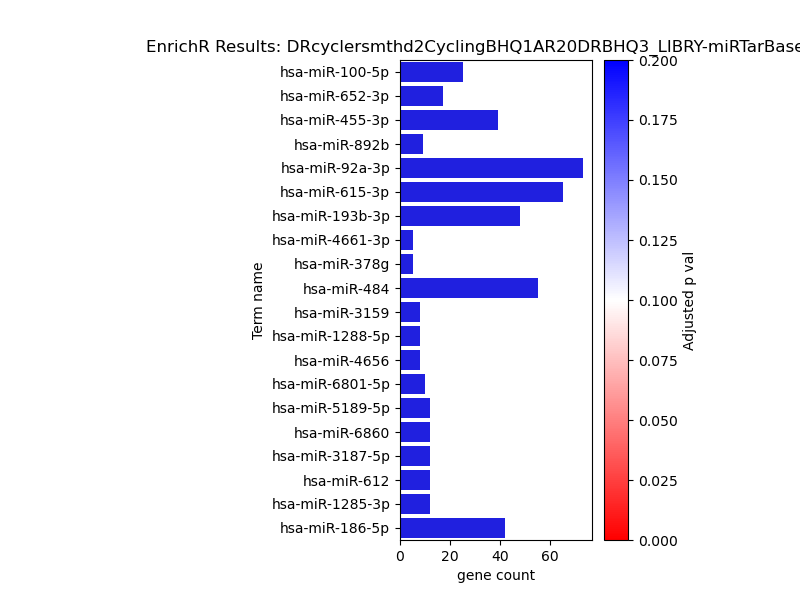 EnrichR Results: DRcyclersmthd2CyclingBHQ1AR20DRBHQ3_LIBRY-miRTarBase
hsa-miR-100-5p
hsa-miR-652-3p
hsa-miR-455-3p
hsa-miR-892b
hsa-miR-92a-3p
hsa-miR-615-3p
hsa-miR-193b-3p
hsa-miR-4661-3p
hsa-miR-378g
hsa-miR-484
hsa-miR-3159
hsa-miR-1288-5p
hsa-miR-4656
hsa-miR-6801-5p
hsa-miR-5189-5p
hsa-miR-6860
hsa-miR-3187-5p
hsa-miR-612
hsa-miR-1285-3p
hsa-miR-186-5p
Term name
0 20 40 60
gene count
0.200
0.175
0.150
0.125
0.100
0.075
0.050
0.025
0.000
Adjusted p val